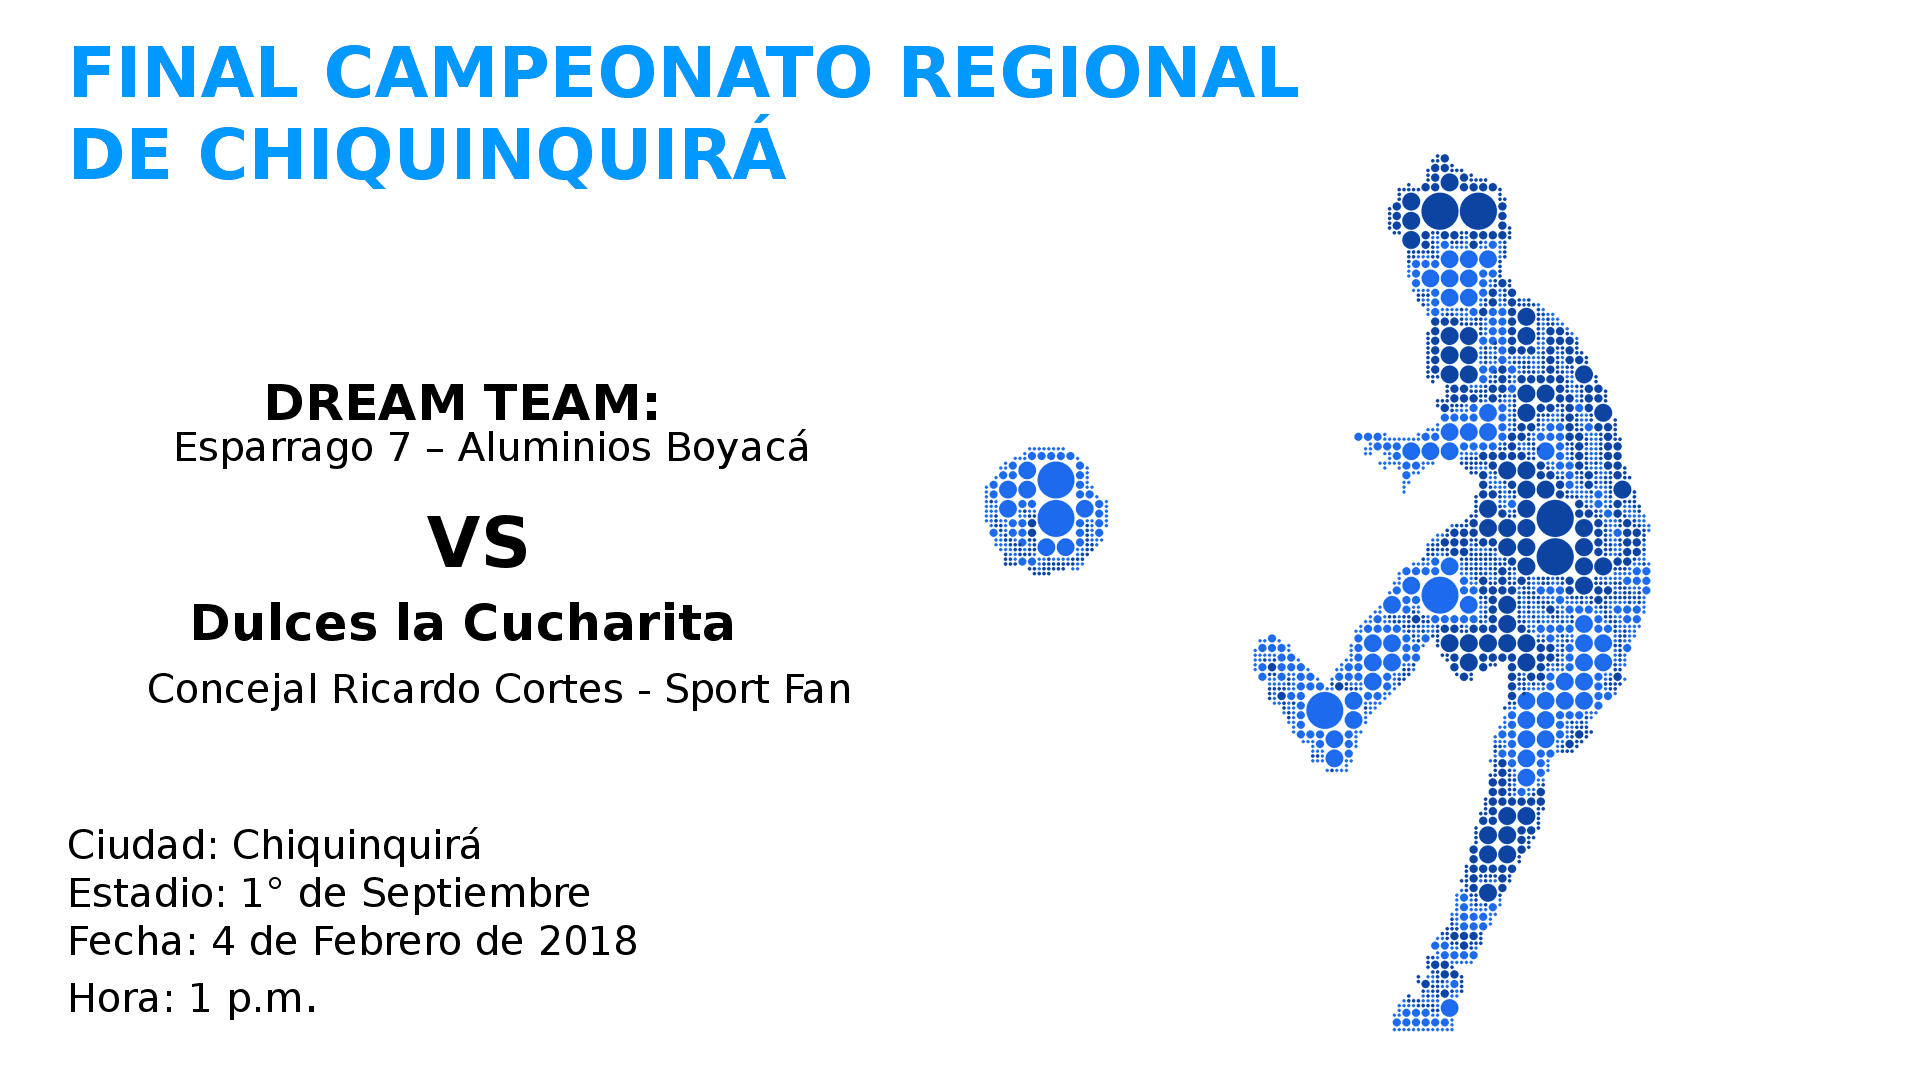 FINAL CAMPEONATO REGIONAL
DE CHIQUINQUIRÁ
DREAM TEAM:
Esparrago 7 – Aluminios Boyacá
VS
Dulces la Cucharita
Concejal Ricardo Cortes - Sport Fan
Ciudad: Chiquinquirá
Estadio: 1° de Septiembre
Fecha: 4 de Febrero de 2018
Hora: 1 p.m.